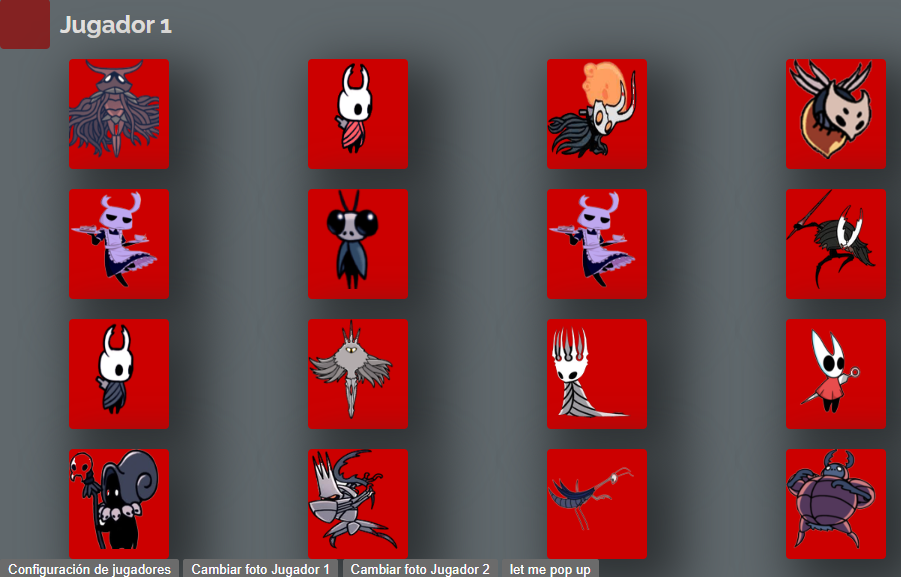 Jugador 1
Configuración de jugadores
Cambiar foto Jugador 1
Cambiar foto Jugador 2
let me pop up